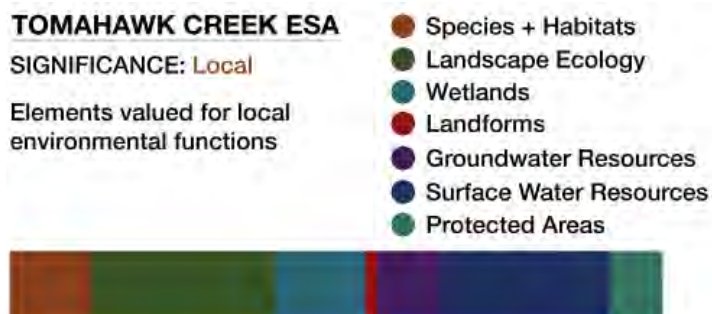 TOMAHAWK CREEK ESA
SIGNIFICANCE: Local
Elements valued for local
environmental functions
Species + Habitats
Landscape Ecology
Wetlands
Landforms
Groundwater Resources
Surface Water Resources
Protected Areas